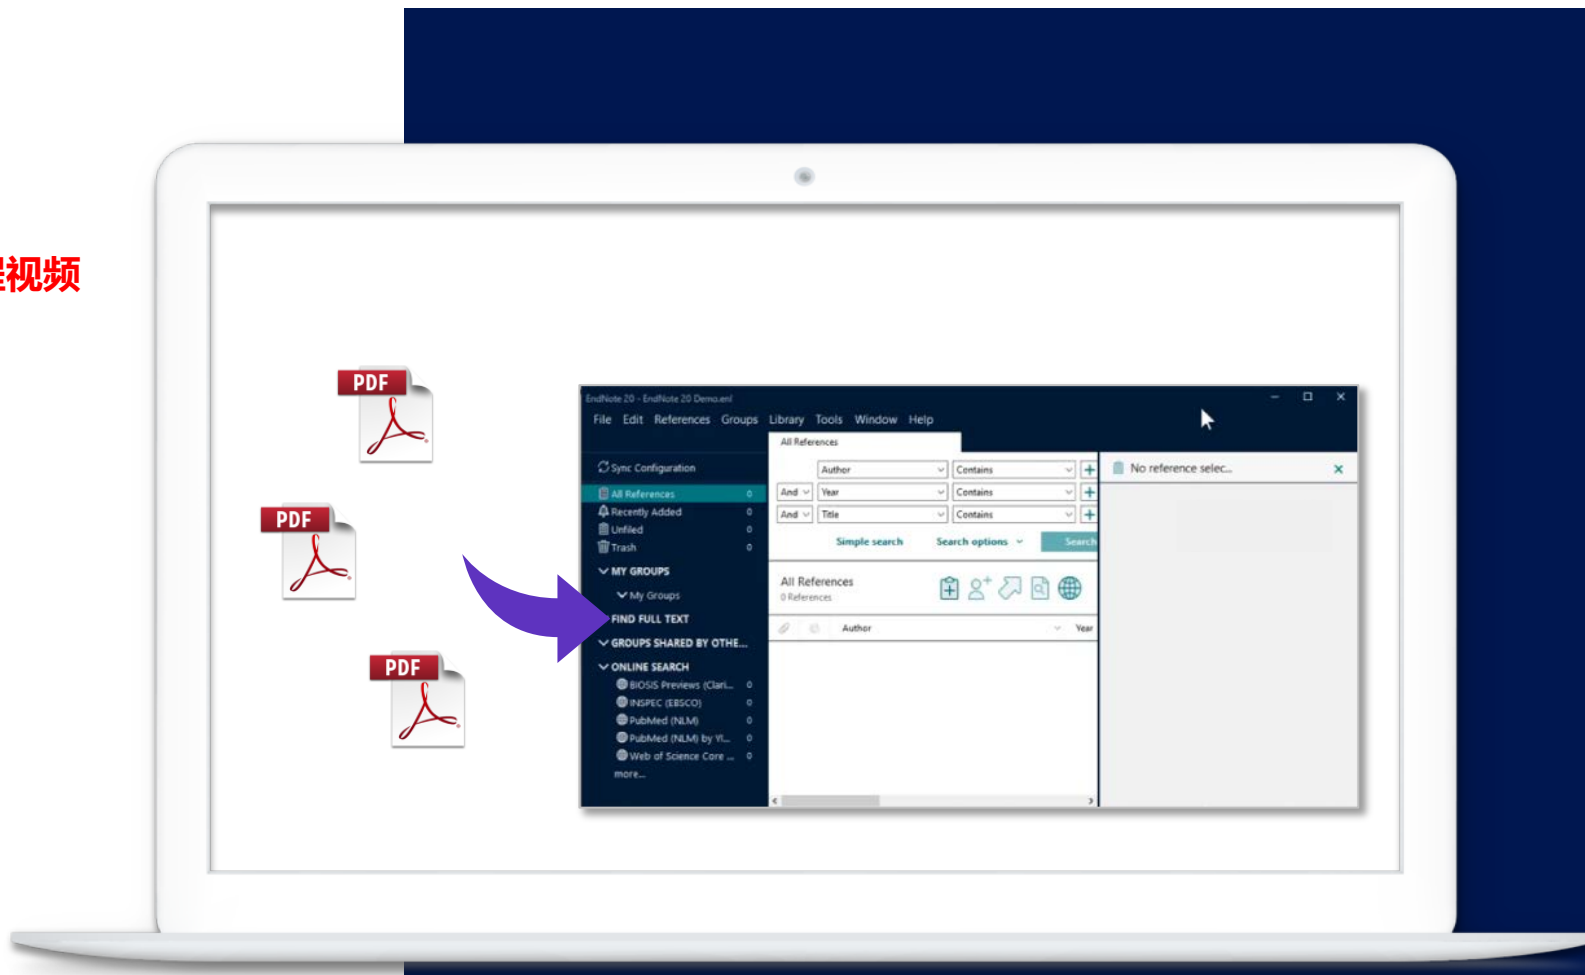 视频
PDF
PDF
PDF
EndNote 20 - EndNote 20 Demo.enl
File Edit References Groups Library Tools Window Help
All References
Sync Configuration
All References 0
Recently Added 0
Unfiled 0
Trash 0
MY GROUPS
My Groups
FIND FULL TEXT
GROUPS SHARED BY OTHE...
ONLINE SEARCH
BIOSIS Previews (Clari... 0
INSPEC (EBSCO) 0
PubMed (NLM) 0
PubMed (NLM) by YI... 0
Web of Science Core ... 0
more...
Author Contains
And Year Contains
And Title Contains
Simple search Search options Search
All References
0 References
Author Year
No reference selec...